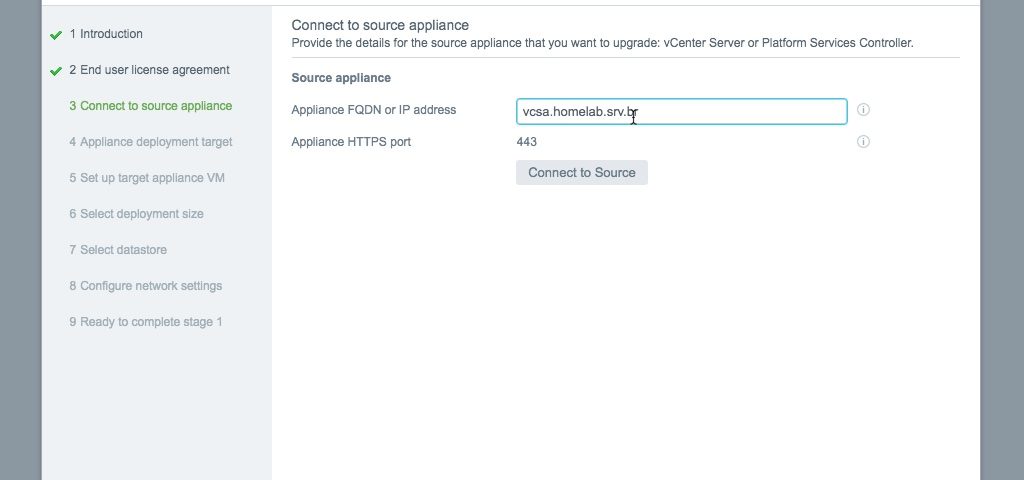 1 Introduction
2 End user license agreement
3 Connect to source appliance
4 Appliance deployment target
5 Set up target appliance VM
6 Select deployment size
7 Select datastore
8 Configure network settings
9 Ready to complete stage 1
Connect to source appliance
Provide the details for the source appliance that you want to upgrade: vCenter Server or Platform Services Controller.
Source appliance
Appliance FQDN or IP address
vcsa.homelab.srv.br
Appliance HTTPS port
443
Connect to Source